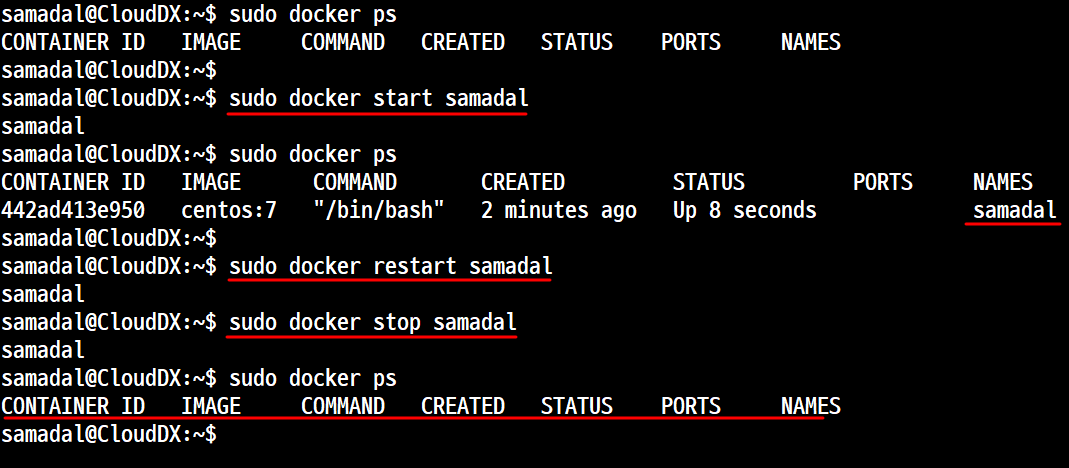 samadal@CloudDX:~$ sudo docker ps
CONTAINER ID   IMAGE     COMMAND   CREATED   STATUS    PORTS     NAMES
samadal@CloudDX:~$
samadal@CloudDX:~$ sudo docker start samadal
samadal
samadal@CloudDX:~$ sudo docker ps
CONTAINER ID   IMAGE      COMMAND       CREATED         STATUS         PORTS     NAMES
442ad413e950   centos:7   "/bin/bash"   2 minutes ago   Up 8 seconds             samadal
samadal@CloudDX:~$
samadal@CloudDX:~$ sudo docker restart samadal
samadal
samadal@CloudDX:~$ sudo docker stop samadal
samadal
samadal@CloudDX:~$ sudo docker ps
CONTAINER ID   IMAGE     COMMAND   CREATED   STATUS    PORTS     NAMES
samadal@CloudDX:~$